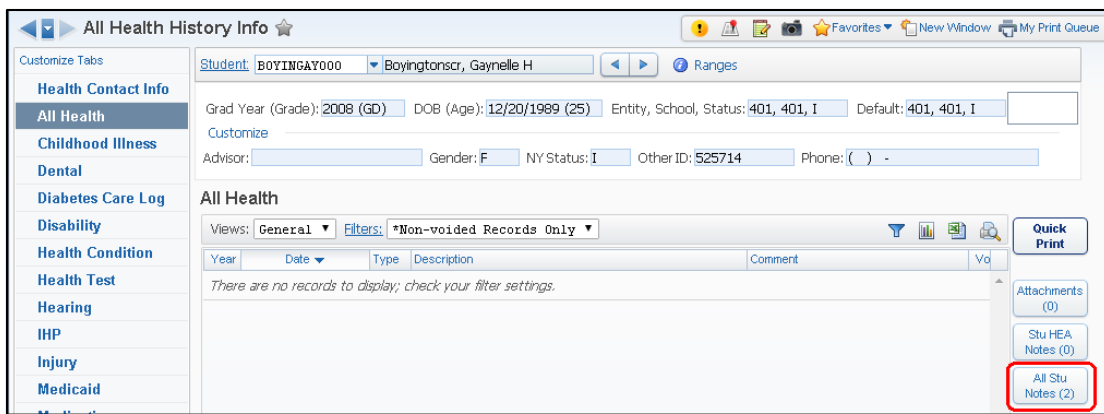 All Health History Info
Favorites New Window My Print Queue
Customize Tabs
Health Contact Info
All Health
Childhood Illness
Dental
Diabetes Care Log
Disability
Health Condition
Health Test
Hearing
IHP
Injury
Medicaid
Student: BOYINGAY000 Boyingtonscr, Gaynelle H Ranges
Grad Year (Grade): 2008 (GD) DOB (Age): 12/20/1989 (25) Entity, School, Status: 401, 401, I Default: 401, 401, I
Customize
Advisor: Gender: F NY Status: I Other ID: 525714 Phone: ( ) -
All Health
Views: General Filters: *Non-voided Records Only
Year Date Type Description Comment Vo
There are no records to display; check your filter settings.
Quick
Print
Attachments
(0)
Stu HEA
Notes (0)
All Stu
Notes (2)